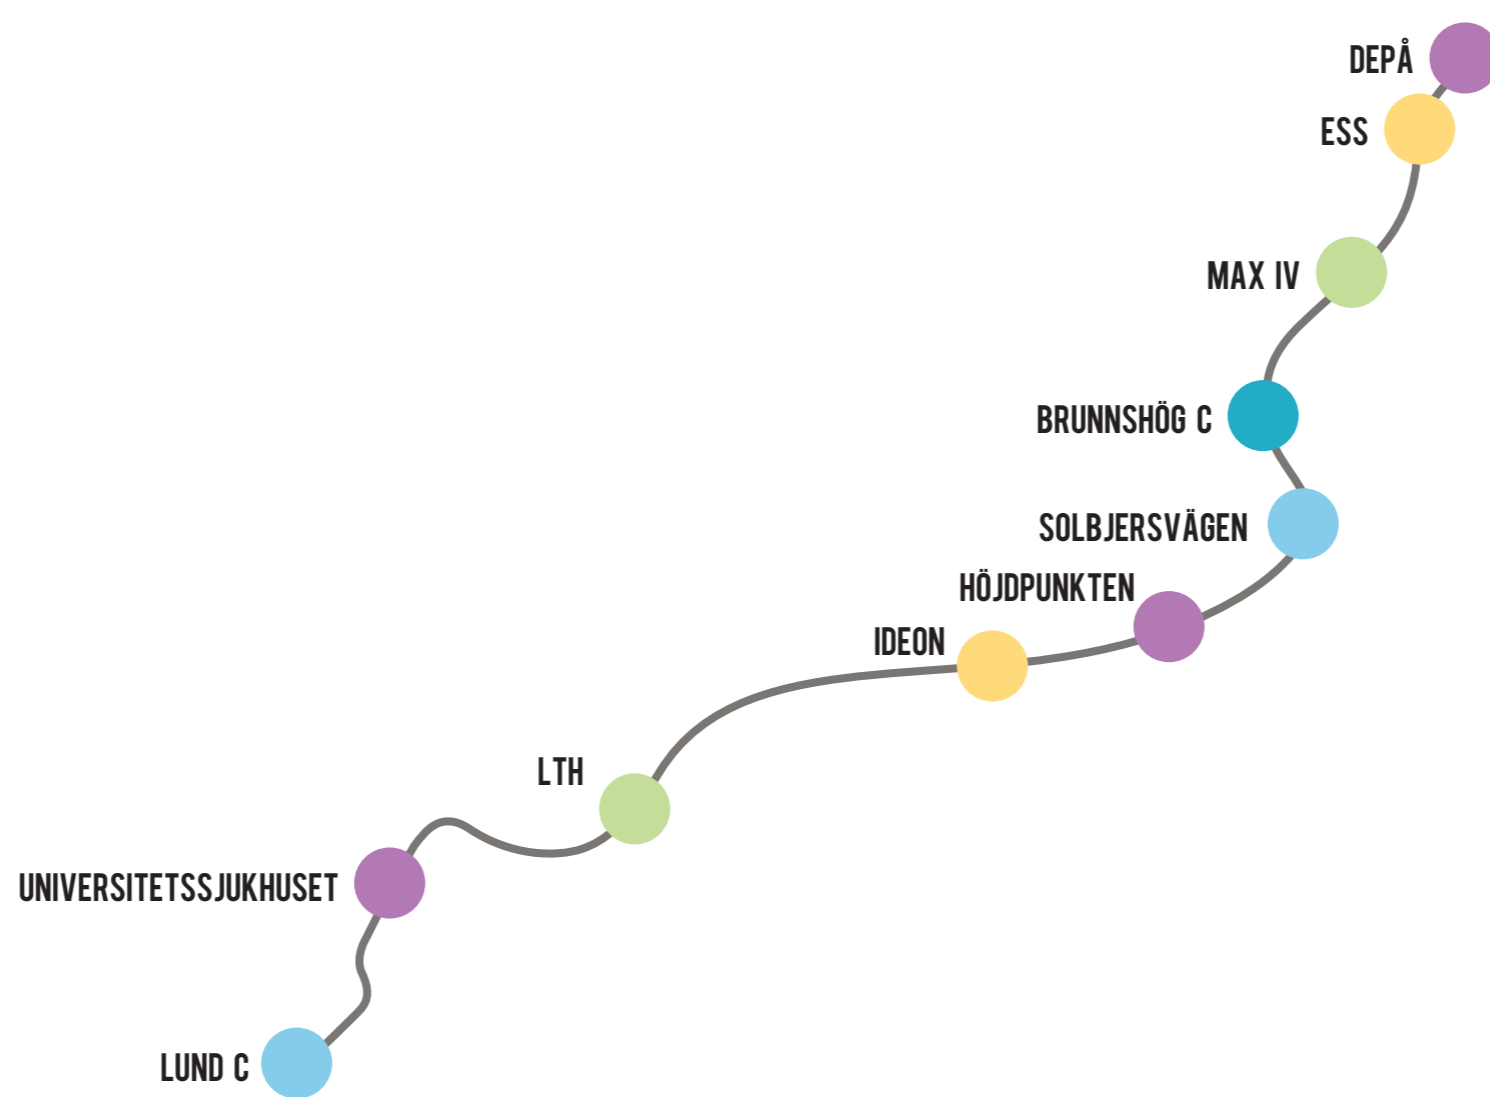 DEPÅ
ESS
MAX IV
BRUNNSHÖG C
SOLBJERSVÄGEN
HÖJDPUNKTEN
IDEON
LTH
UNIVERSITETSSJUKHUSET
LUND C